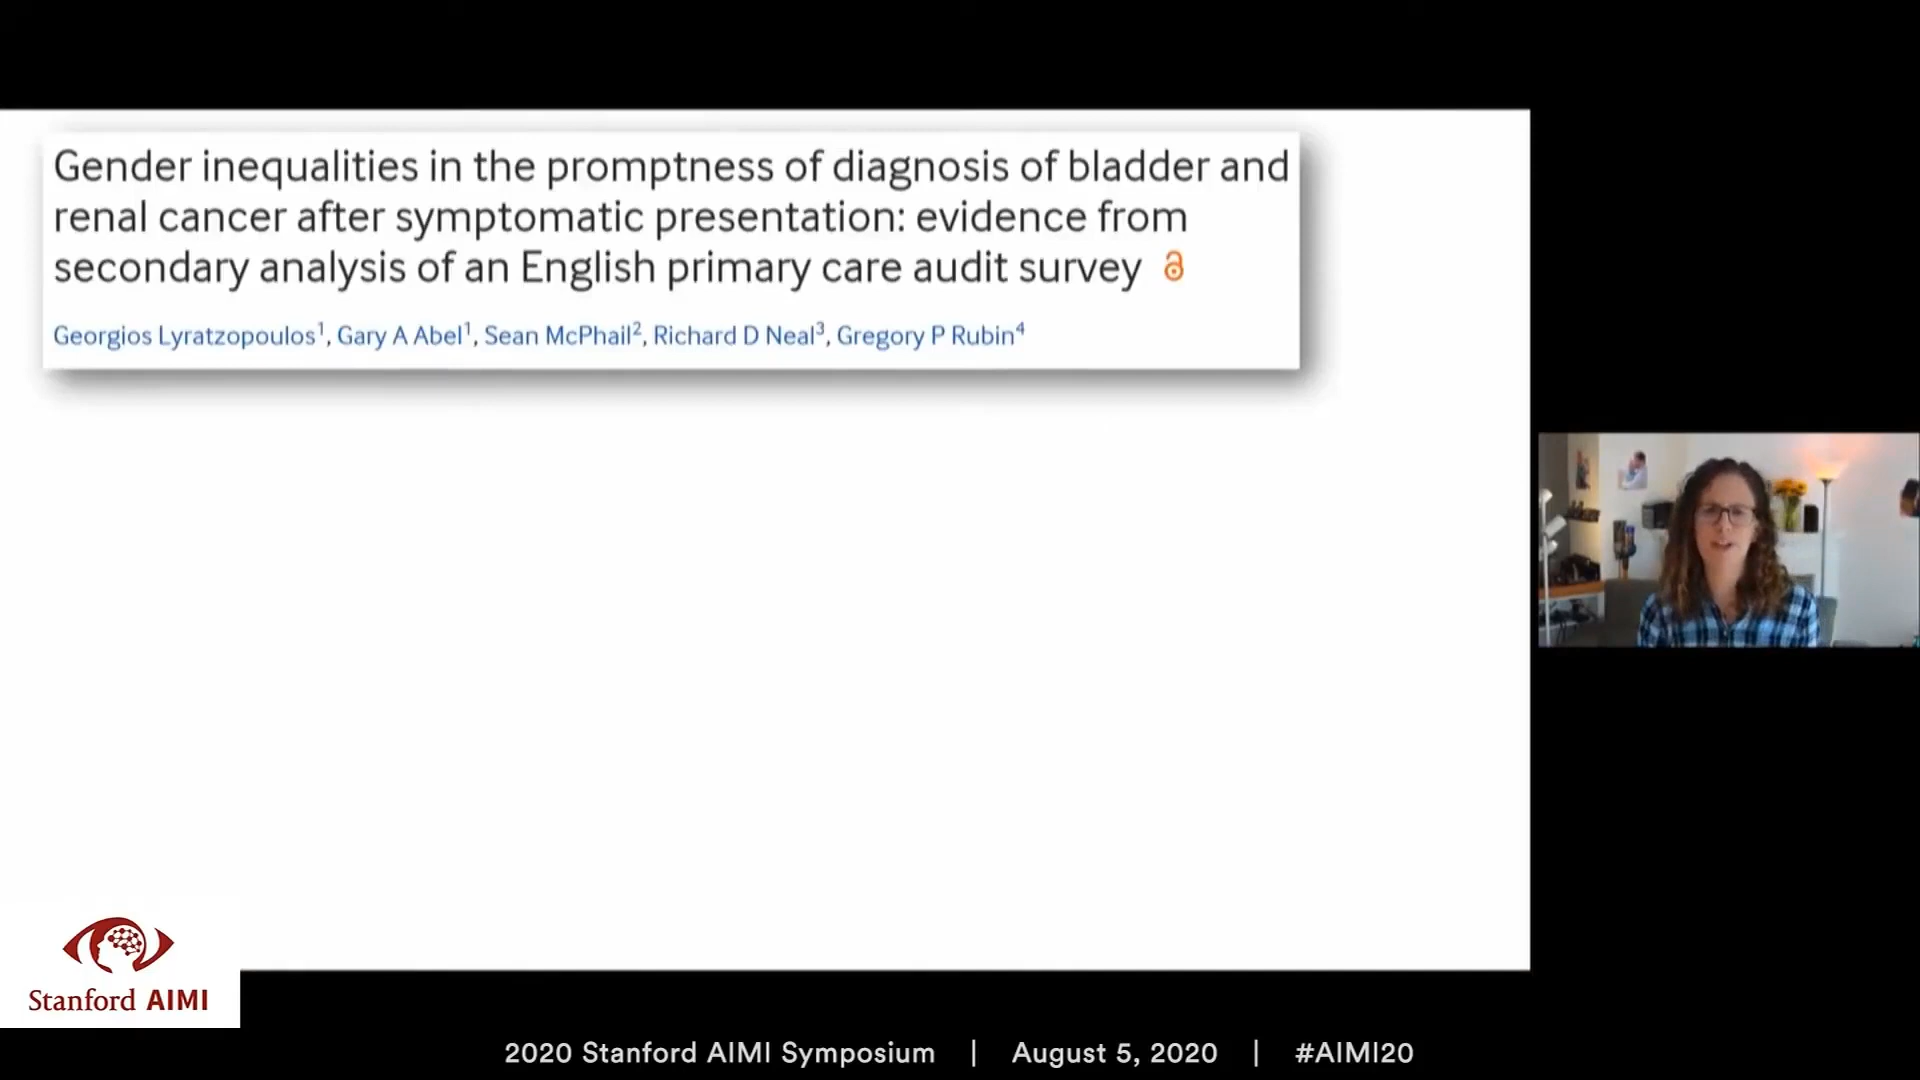 Gender inequalities in the promptness of diagnosis of bladder and
renal cancer after symptomatic presentation: evidence from
secondary analysis of an English primary care audit survey
Georgios Lyratzopoulos1, Gary A Abel1, Sean McPhail2, Richard D Neal3, Gregory P Rubin4
Stanford AIMI
2020 Stanford AIMI Symposium | August 5, 2020 | #AIMI20